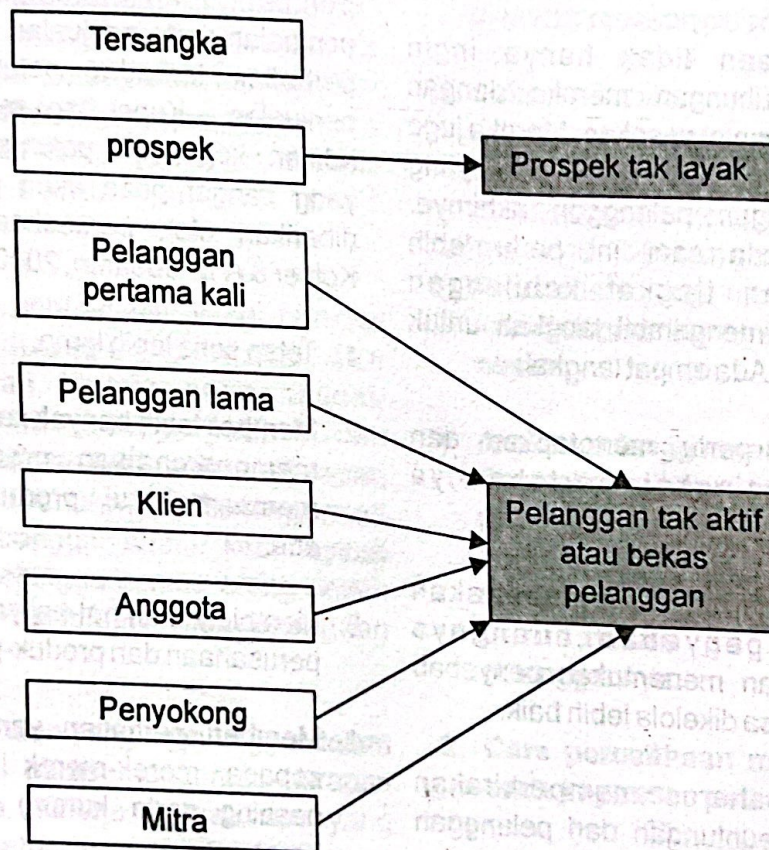 Tersangka
prospek
Prospek tak layak
Pelanggan
pertama kali
Pelanggan lama
Klien
Pelanggan tak aktif
atau bekas
pelanggan
Anggota
Penyokong
Mitra